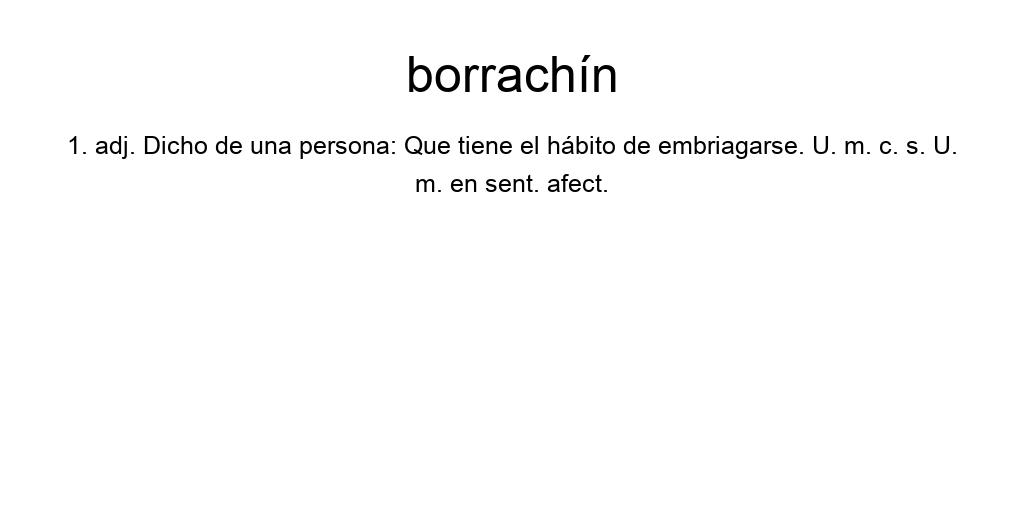 borrachín
1. adj. Dicho de una persona: Que tiene el hábito de embriagarse. U. m. c. s. U.
m. en sent. afect.